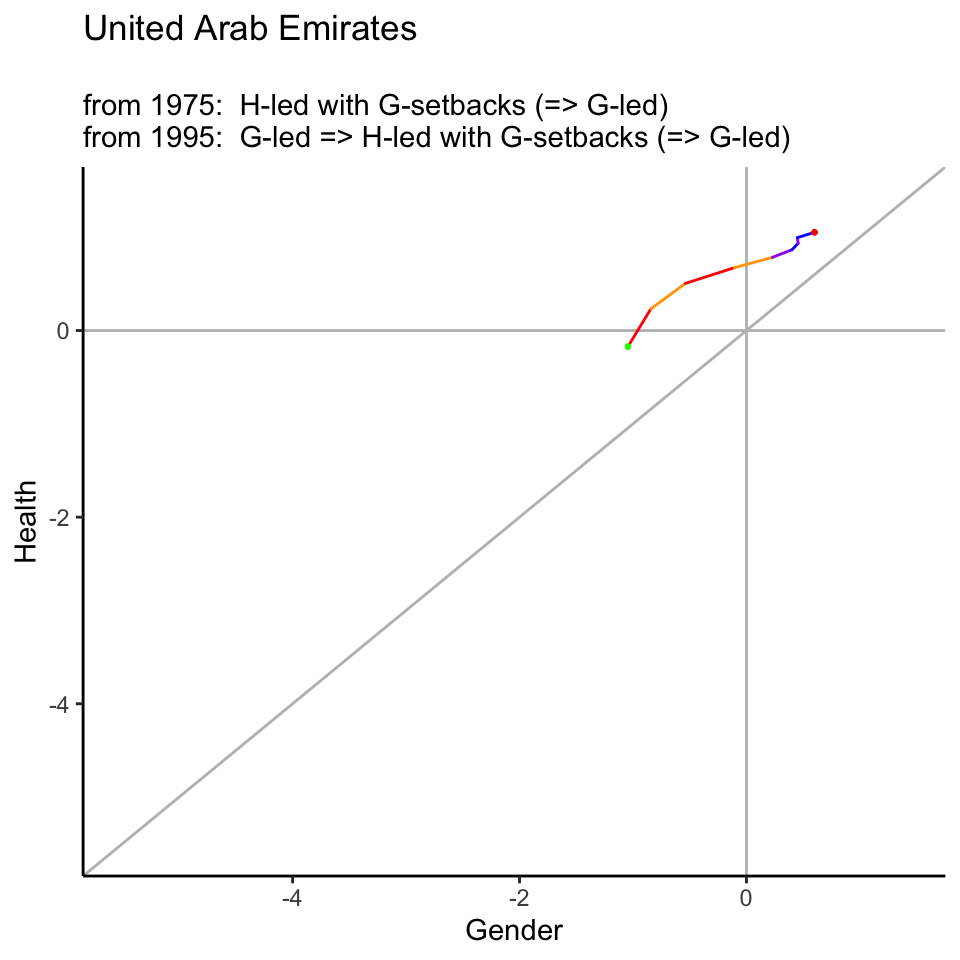 United Arab Emirates
from 1975:  H-led with G-setbacks (=> G-led)
from 1995:  G-led => H-led with G-setbacks (=> G-led)
0
-2
-4
Health
-4
-2
0
Gender